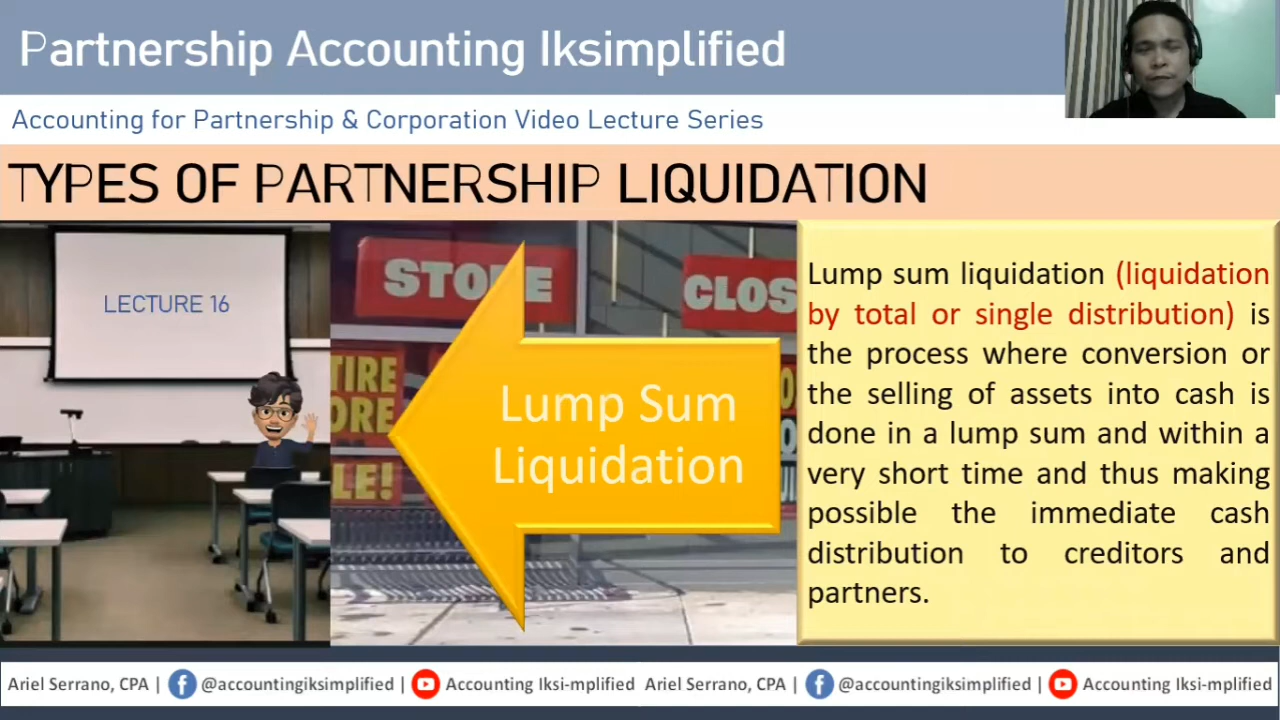 Partnership Accounting Iksimplified
Accounting for Partnership & Corporation Video Lecture Series
TYPES OF PARTNERSHIP LIQUIDATION
LECTURE 16
STORE
CLOS
TIRE
ORE
LE!
Lump Sum
Liquidation
Lump sum liquidation (liquidation
by total or single distribution) is
the process where conversion or
the selling of assets into cash is
done in a lump sum and within a
very short time and thus making
possible the immediate cash
distribution to creditors and
partners.
Ariel Serrano, CPA | @accountingiksimplified | Accounting Iksi-mplified Ariel Serrano, CPA | @accountingiksimplified | Accounting Iksi-mplified